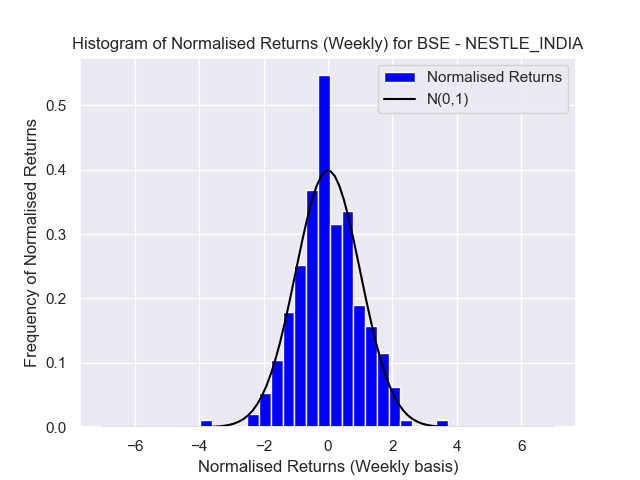 Histogram of Normalised Returns (Weekly) for BSE - NESTLE_INDIA
Normalised Returns
N(0,1)
Frequency of Normalised Returns
0.5
0.4
0.3
0.2
0.1
0.0
−6 −4 −2 0 2 4 6
Normalised Returns (Weekly basis)